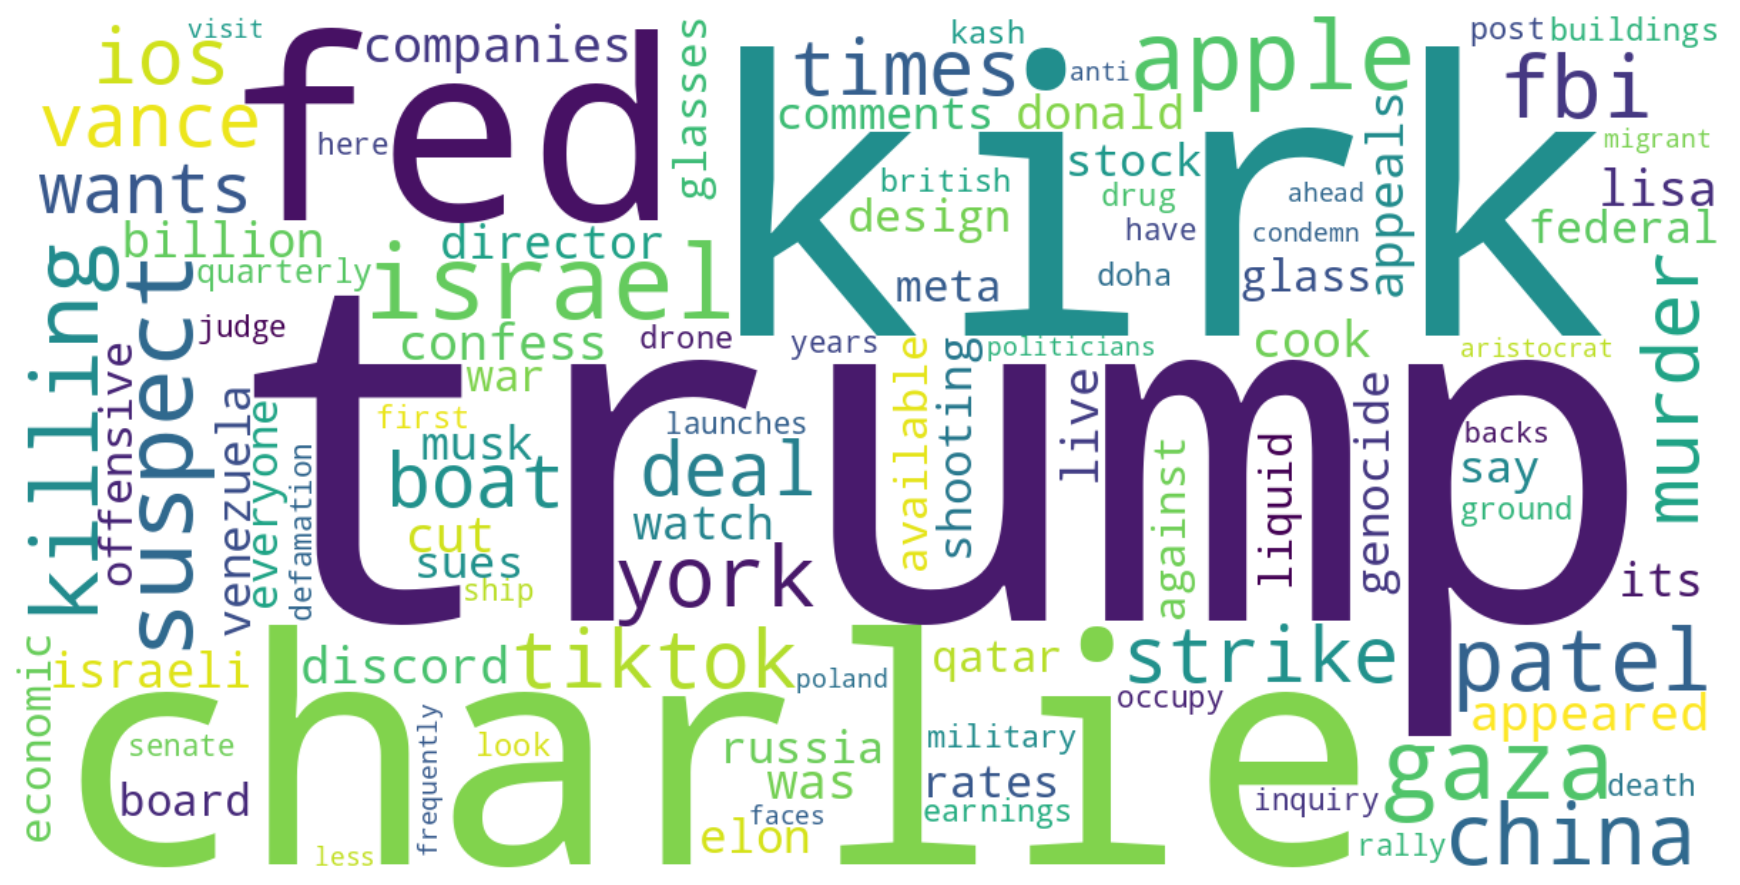 visit
ios
fed
companies
glasses
kash
times
anti
apple
post
buildings
fbi
vance
here
comments
donald
kirk
migrant
wants
british
stock
drug
ahead
appeals
lisa
design
have
condemn
federal
billion
director
quarterly
israel
meta
doha
glass
killing
suspect
judge
confess
drone
years
politicians
cook
aristocrat
murder
war
trump
offensive
venezuela
everyone
defamation
first
musk
launches
available
shooting
live
genocide
backs
boat
deal
against
liquid
say
cut
watch
ground
sues
ship
york
its
economic
israeli
discord
tiktok
poland
qatar
strike
occupy
patel
appeared
charlie
senate
frequently
look
russia
military
gaza
board
was
rates
inquiry
death
faces
earnings
elon
less
rally
china